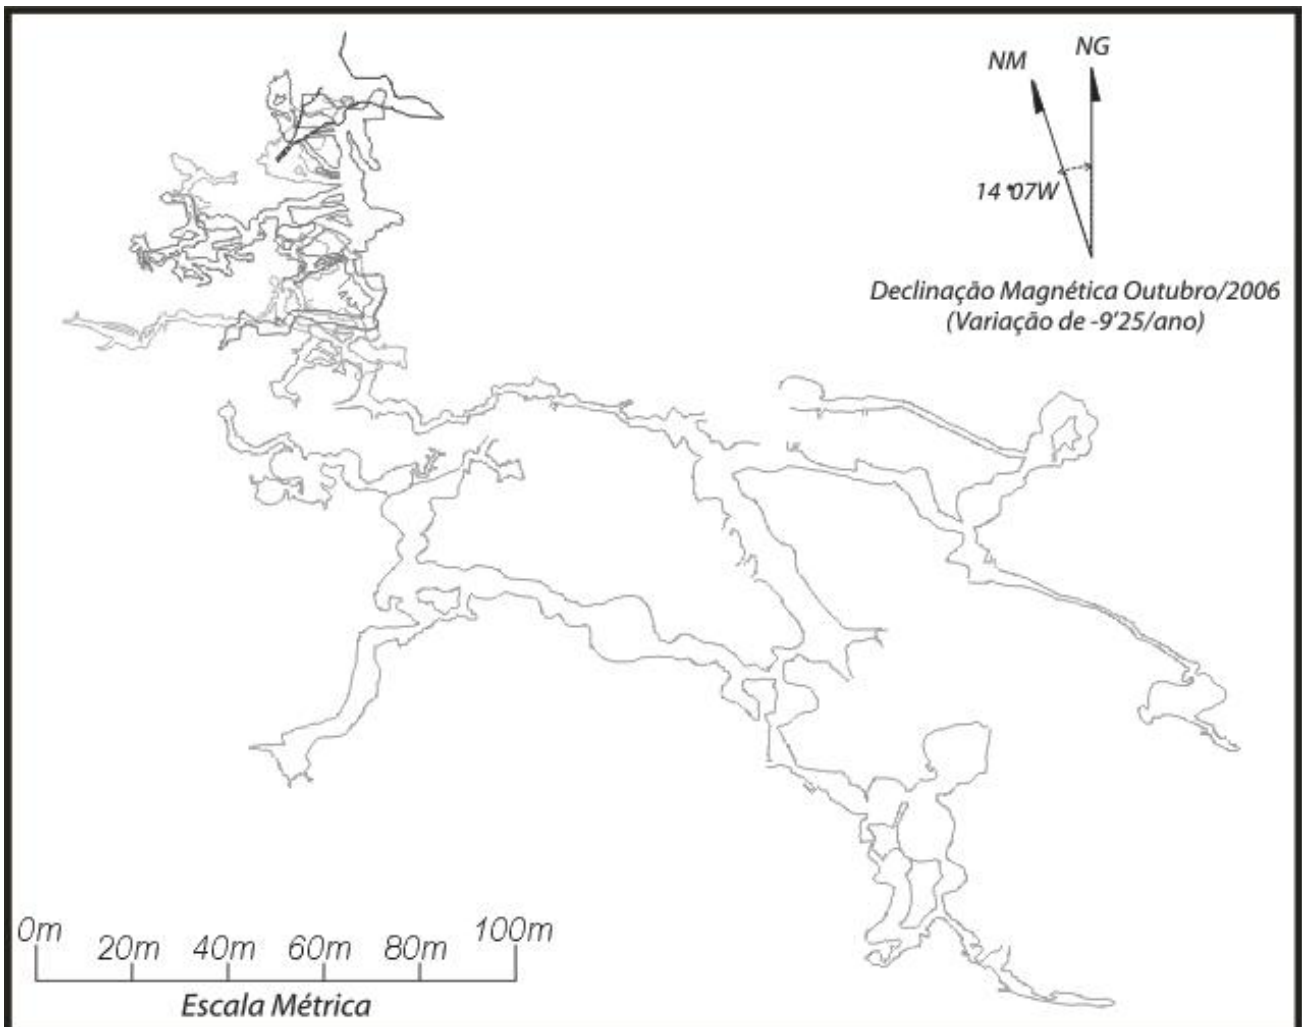 NM
NG
14°07W
Declinação Magnética Outubro/2006
(Variação de -9'25/ano)
0m
20m
40m
60m
80m
100m
Escala Métrica